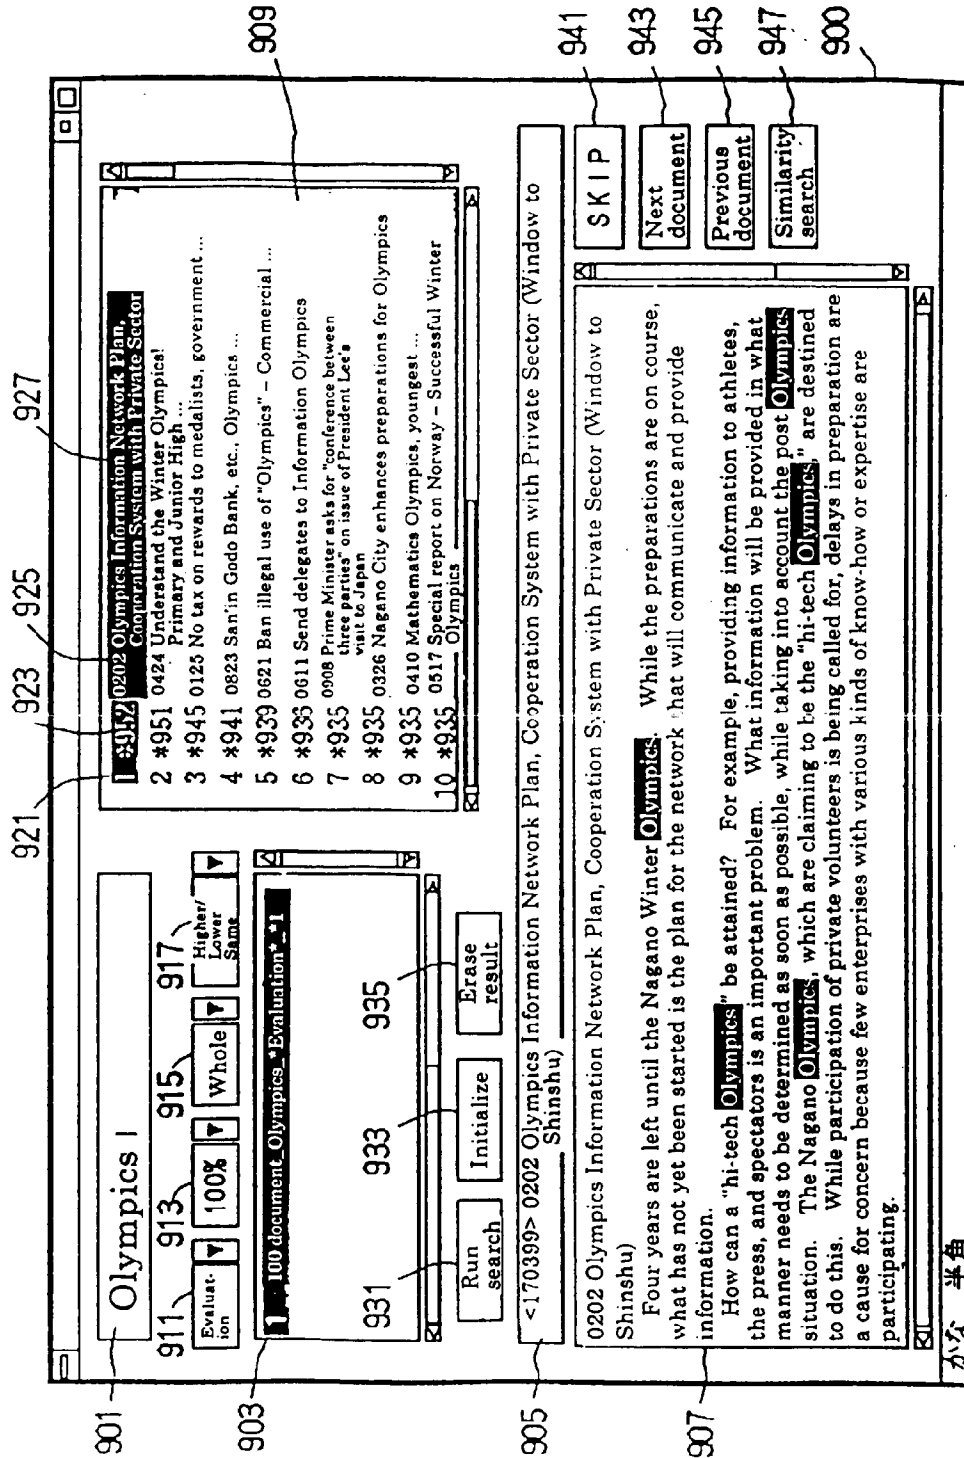 901
Olympics
911
Evaluat-
ion
913
100%
915
Whole
917
Higher/
Lower
Same
903
1 100 document_Olympics_*Evaluation*_*1
931
Run
search
933
Initialize
935
Erase
result
921
923
925
927
909
1 *952 0202 Olympics Information Network Plan,
Cooperation System with Private Sector
2 *951 0424 Understand the Winter Olympics!
Primary and Junior High ...
3 *945 0125 No tax on rewards to medalists, government ...
4 *941 0823 San'in Godo Bank, etc., Olympics ...
5 *939 0621 Ban illegal use of "Olympics" – Commercial ...
6 *936 0611 Send delegates to Information Olympics
7 *935 0908 Prime Minister asks for "conference between
three parties" on issue of President Lee's
visit to Japan
8 *935 0326 Nagano City enhances preparations for Olympics
9 *935 0410 Mathematics Olympics, youngest ...
10 *935 0517 Special report on Norway – Successful Winter
Olympics
905
<170399> 0202 Olympics Information Network Plan, Cooperation System with Private Sector (Window to
Shinshu)
907
0202 Olympics Information Network Plan, Cooperation System with Private Sector (Window to
Shinshu)
Four years are left until the Nagano Winter Olympics. While the preparations are on course,
what has not yet been started is the plan for the network that will communicate and provide
information.
How can a "hi-tech Olympics" be attained? For example, providing information to athletes,
the press, and spectators is an important problem. What information will be provided in what
manner needs to be determined as soon as possible, while taking into account the post Olympics
situation. The Nagano Olympics, which are claiming to be the "hi-tech Olympics," are destined
to do this. While participation of private volunteers is being called for, delays in preparation are
a cause for concern because few enterprises with various kinds of know-how or expertise are
participating.
SKIP
941
Next
document
943
Previous
document
945
Similarity
search
947
900
かな 半角